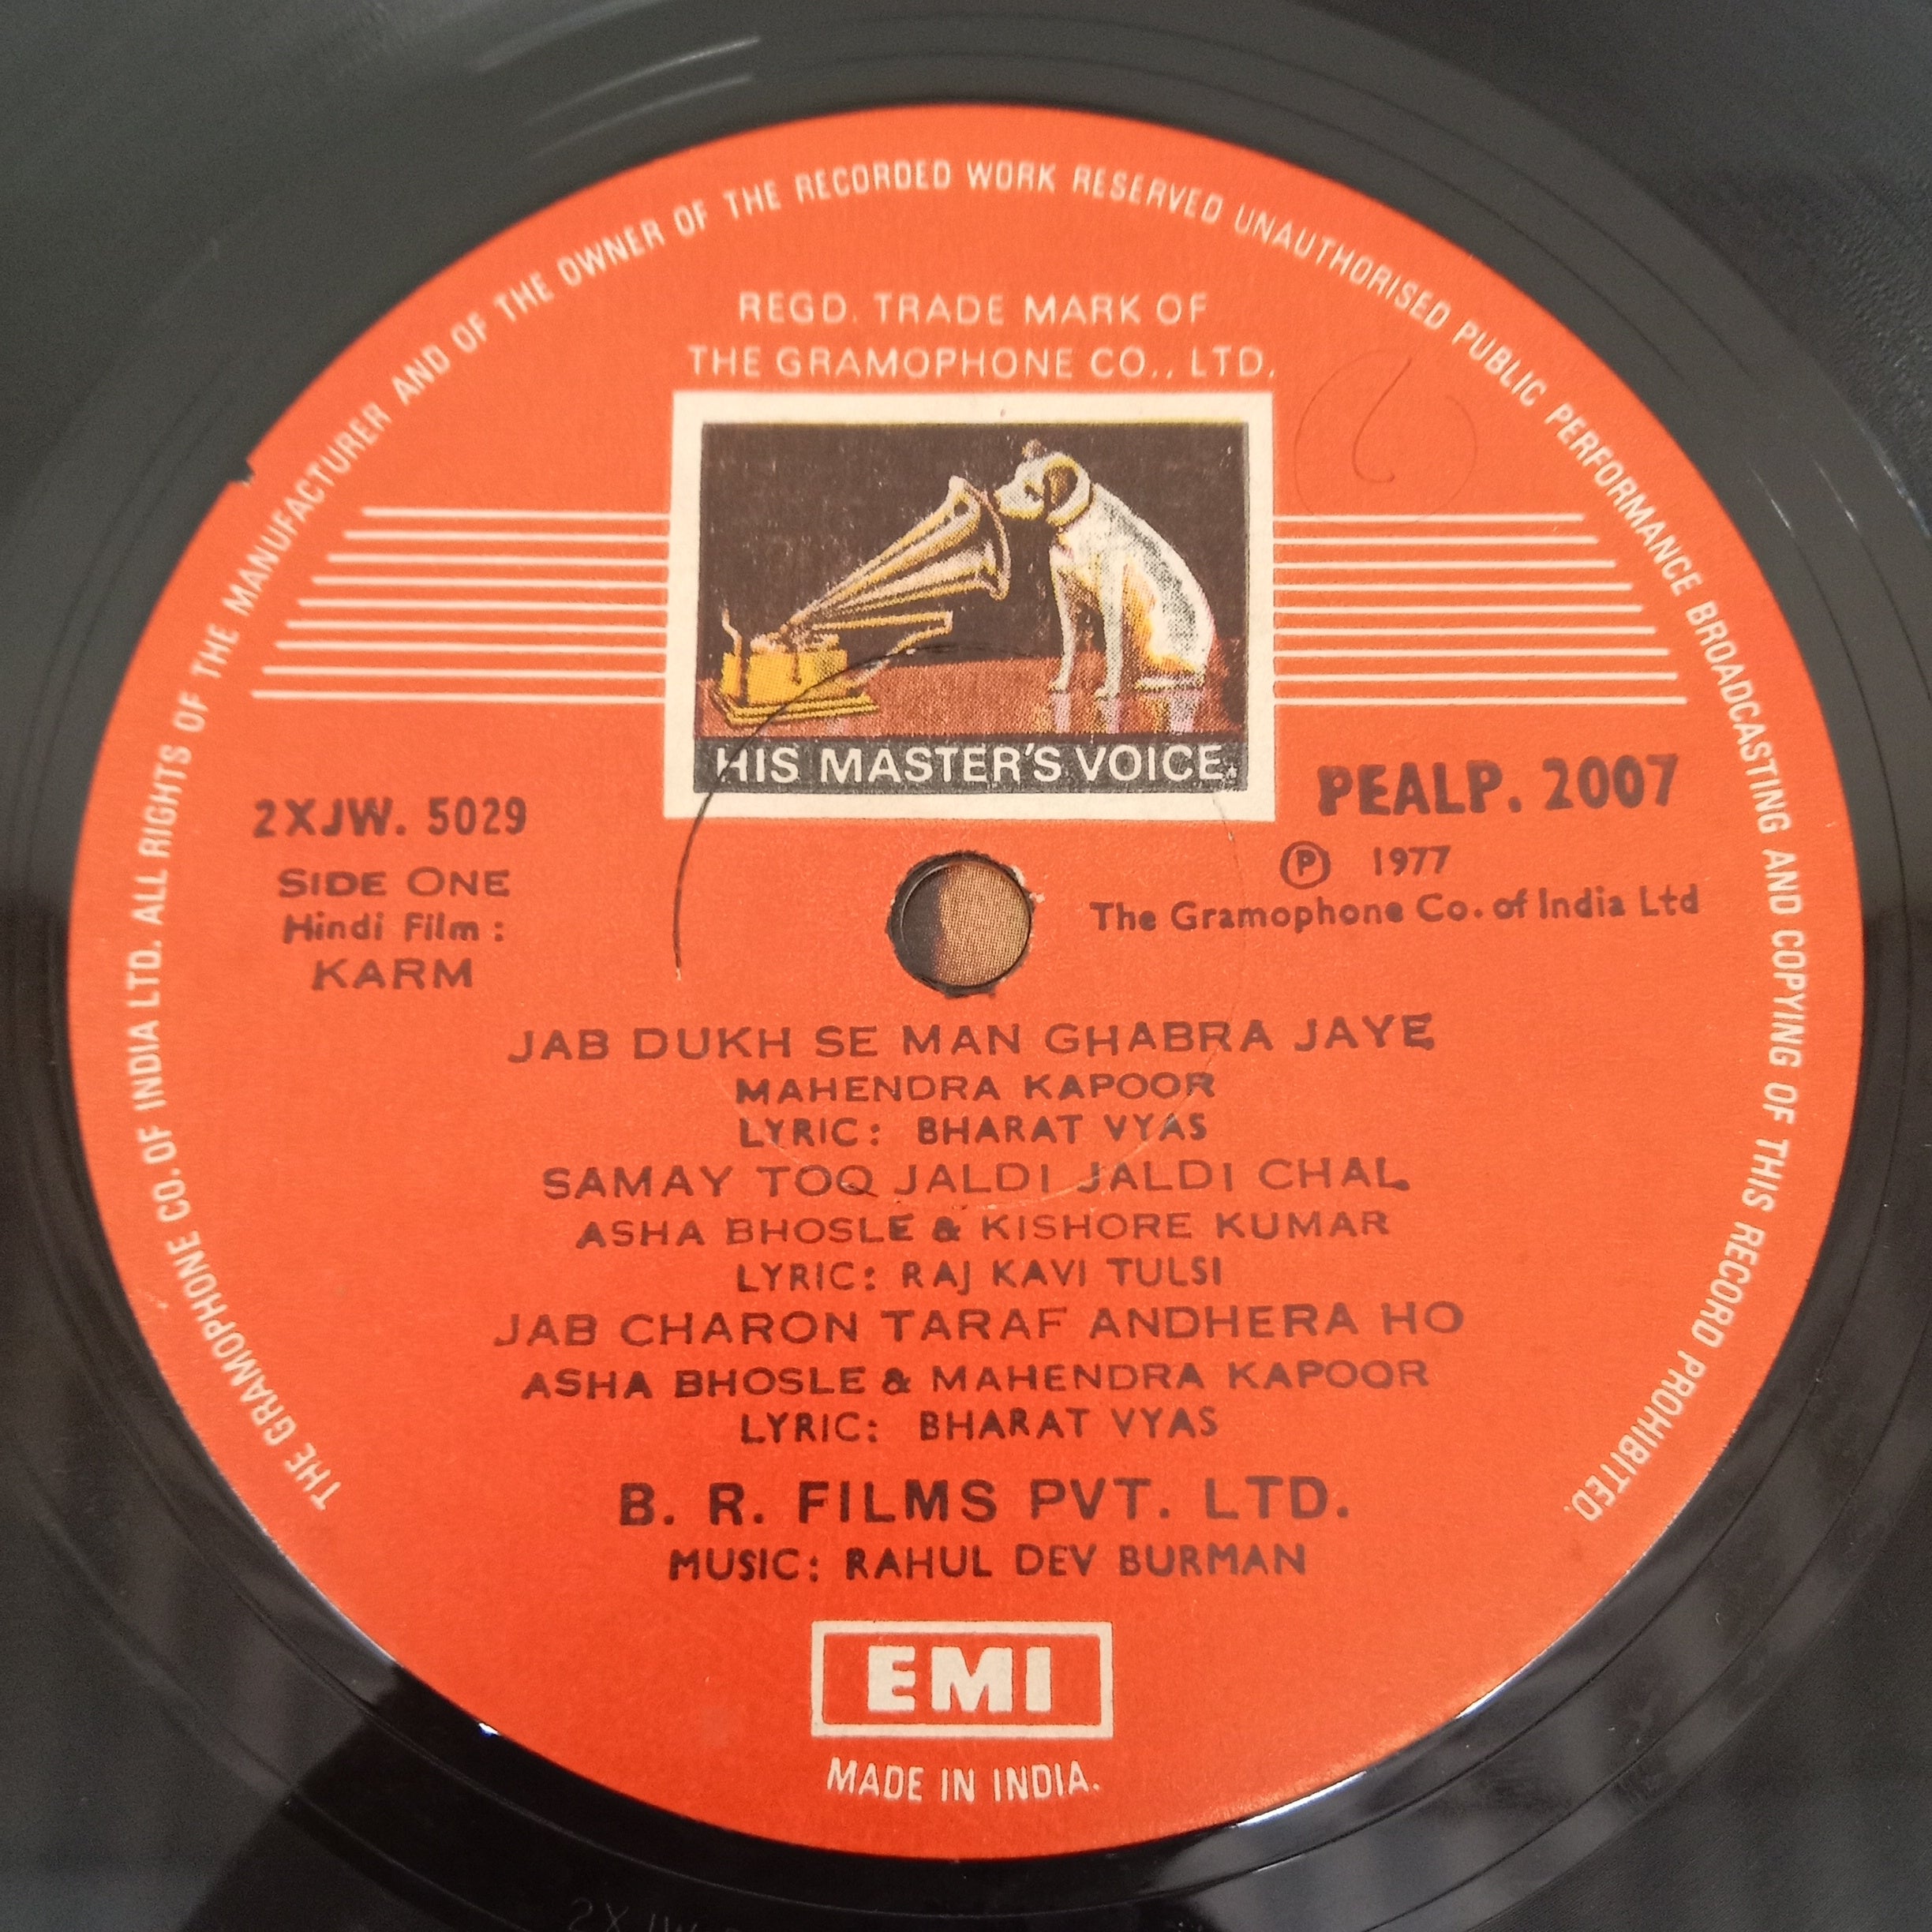 THE GRAMOPHONE CO. OF INDIA LTD. ALL RIGHTS OF THE MANUFACTURER AND OF THE OWNER OF THE RECORDED WORK RESERVED UNAUTHORISED PUBLIC PERFORMANCE BROADCASTING AND COPYING OF THIS RECORD PROHIBITED.
REGD. TRADE MARK OF
THE GRAMOPHONE CO., LTD.
HIS MASTER'S VOICE
2XJW. 5029
SIDE ONE
Hindi Film :
KARM
PEALP. 2007
Ⓟ 1977
The Gramophone Co. of India Ltd
JAB DUKH SE MAN GHABRA JAYE
MAHENDRA KAPOOR
LYRIC: BHARAT VYAS
SAMAY TOO JALDI JALDI CHAL
ASHA BHOSLE & KISHORE KUMAR
LYRIC: RAJ KAVI TULSI
JAB CHARON TARAF ANDHERA HO
ASHA BHOSLE & MAHENDRA KAPOOR
LYRIC: BHARAT VYAS
B. R. FILMS PVT. LTD.
MUSIC: RAHUL DEV BURMAN
EMI
MADE IN INDIA.